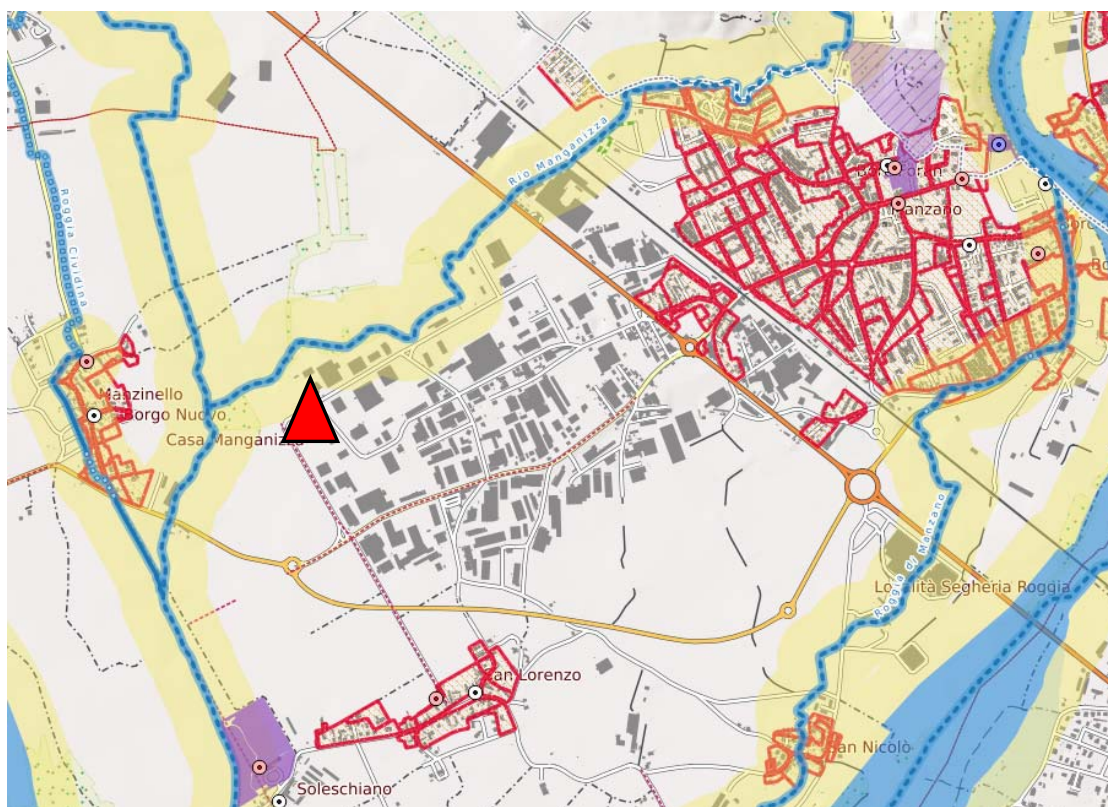 Rio Manganizza
Roggia Cividina
Manzano
Manzinello
Borgo Nuovo
Casa Manganizza
Località Segheria Roggia
Roggia di Manzano
San Lorenzo
San Nicolò
Soleschiano